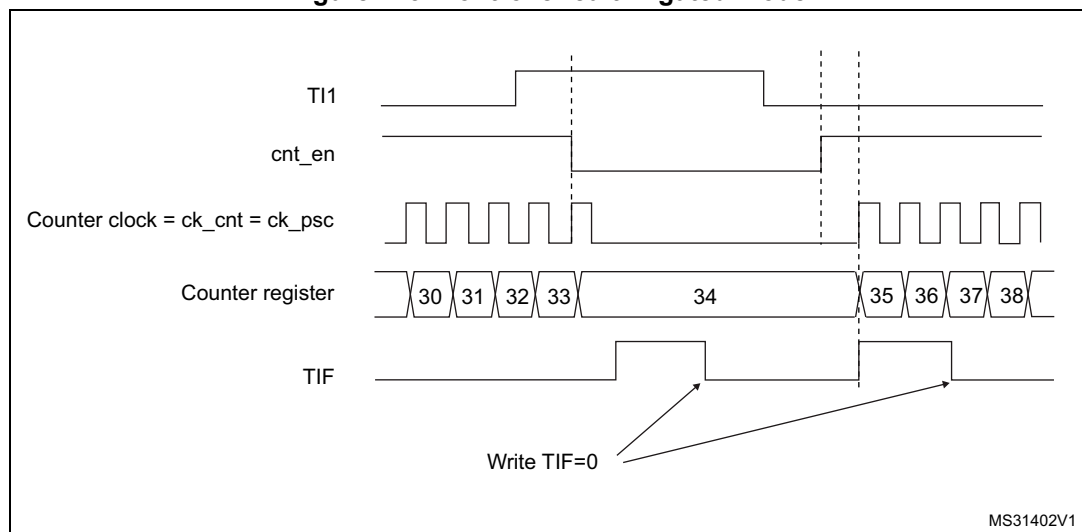 TI1
cnt_en
Counter clock = ck_cnt = ck_psc
Counter register
30 31 32 33 34 35 36 37 38
TIF
Write TIF=0
MS31402V1